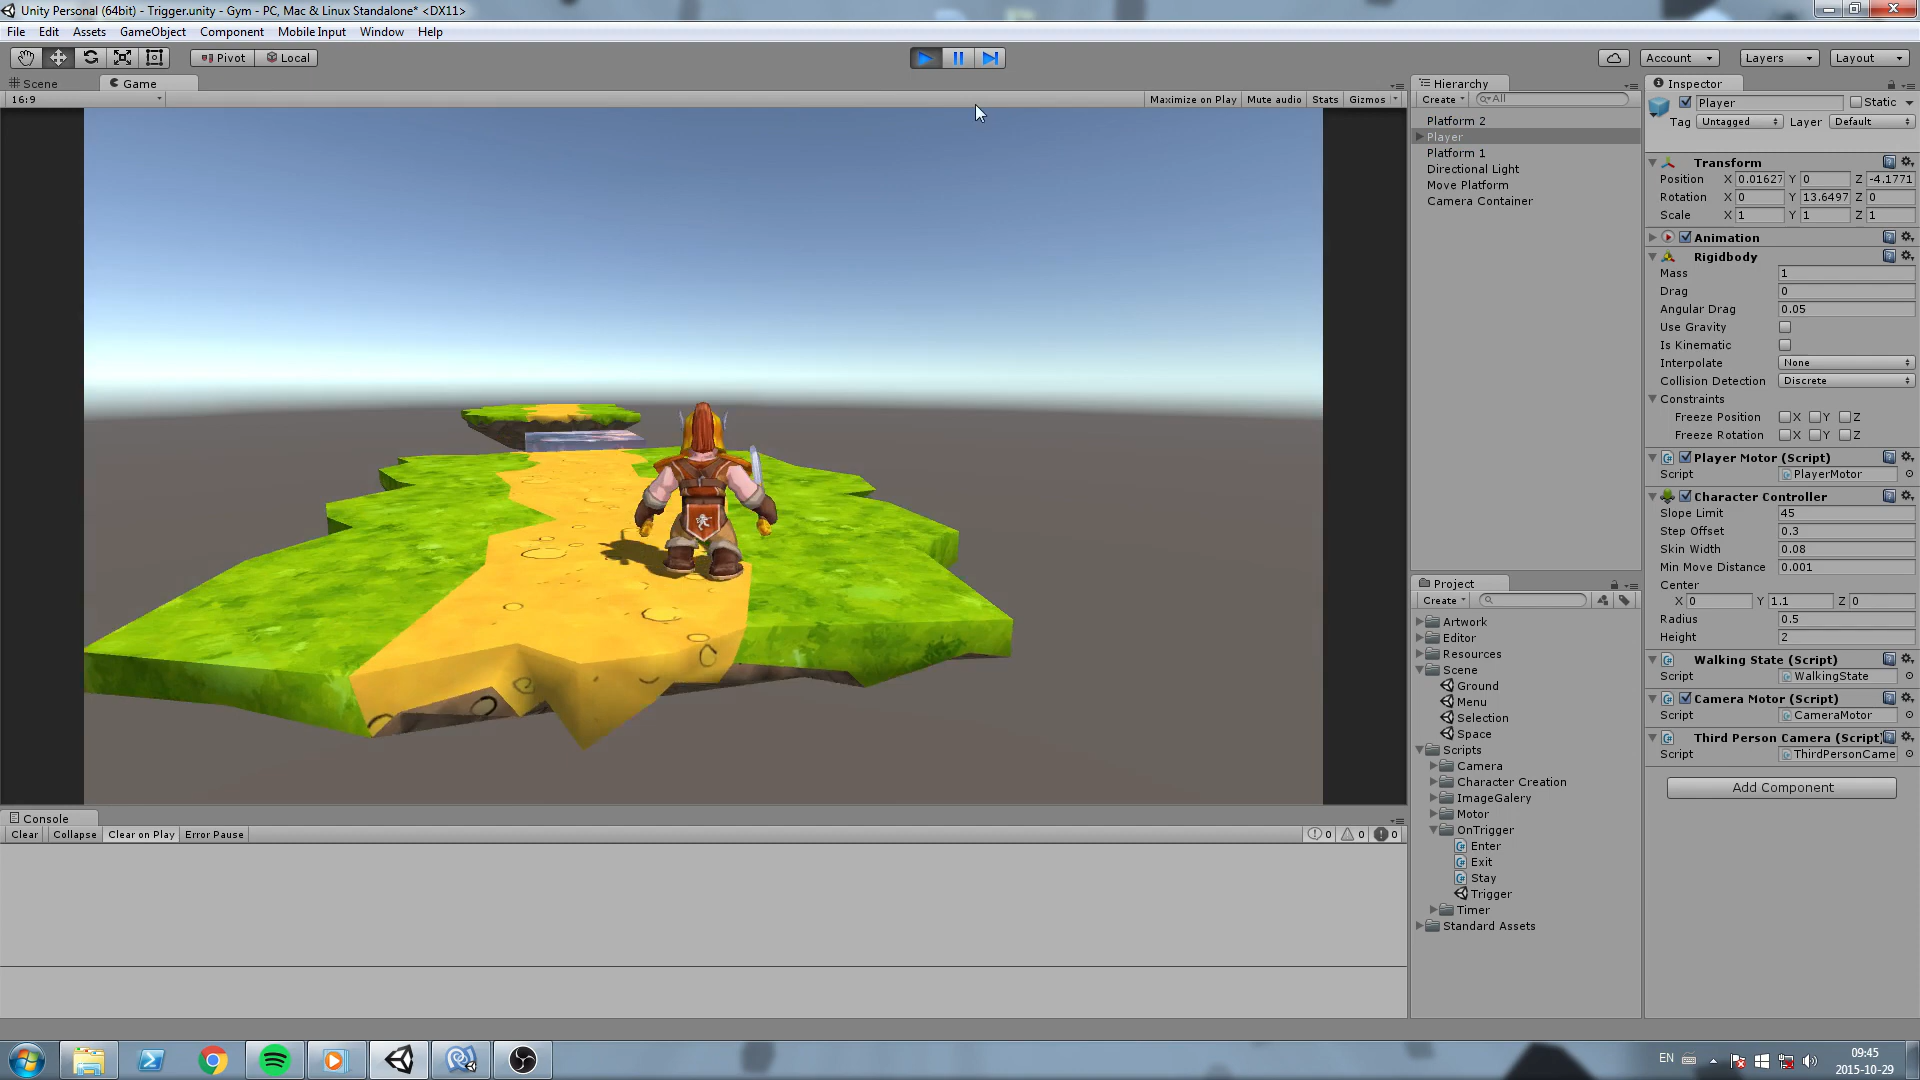 Unity Personal (64bit) - Trigger.unity - Gym - PC, Mac & Linux Standalone* <DX11>
File Edit Assets GameObject Component Mobile Input Window Help
Pivot Local Account Layers Layout
Scene Game
16:9 Maximize on Play Mute audio Stats Gizmos
Hierarchy
Create All
Platform 2
Player
Platform 1
Directional Light
Move Platform
Camera Container
Project
Create
Artwork
Editor
Resources
Scene
Ground
Menu
Selection
Space
Scripts
Camera
Character Creation
ImageGalery
Motor
OnTrigger
Enter
Exit
Stay
Trigger
Timer
Standard Assets
Inspector
Player Static
Tag Untagged Layer Default
Transform
Position X 0.01627 Y 0 Z -4.1771
Rotation X 0 Y 13.6497 Z 0
Scale X 1 Y 1 Z 1
Animation
Rigidbody
Mass 1
Drag 0
Angular Drag 0.05
Use Gravity
Is Kinematic
Interpolate None
Collision Detection Discrete
Constraints
Freeze Position X Y Z
Freeze Rotation X Y Z
Player Motor (Script)
Script PlayerMotor
Character Controller
Slope Limit 45
Step Offset 0.3
Skin Width 0.08
Min Move Distance 0.001
Center
X 0 Y 1.1 Z 0
Radius 0.5
Height 2
Walking State (Script)
Script WalkingState
Camera Motor (Script)
Script CameraMotor
Third Person Camera (Script)
Script ThirdPersonCame
Add Component
Console
Clear Collapse Clear on Play Error Pause 0 0 0
EN 09:45
2015-10-29